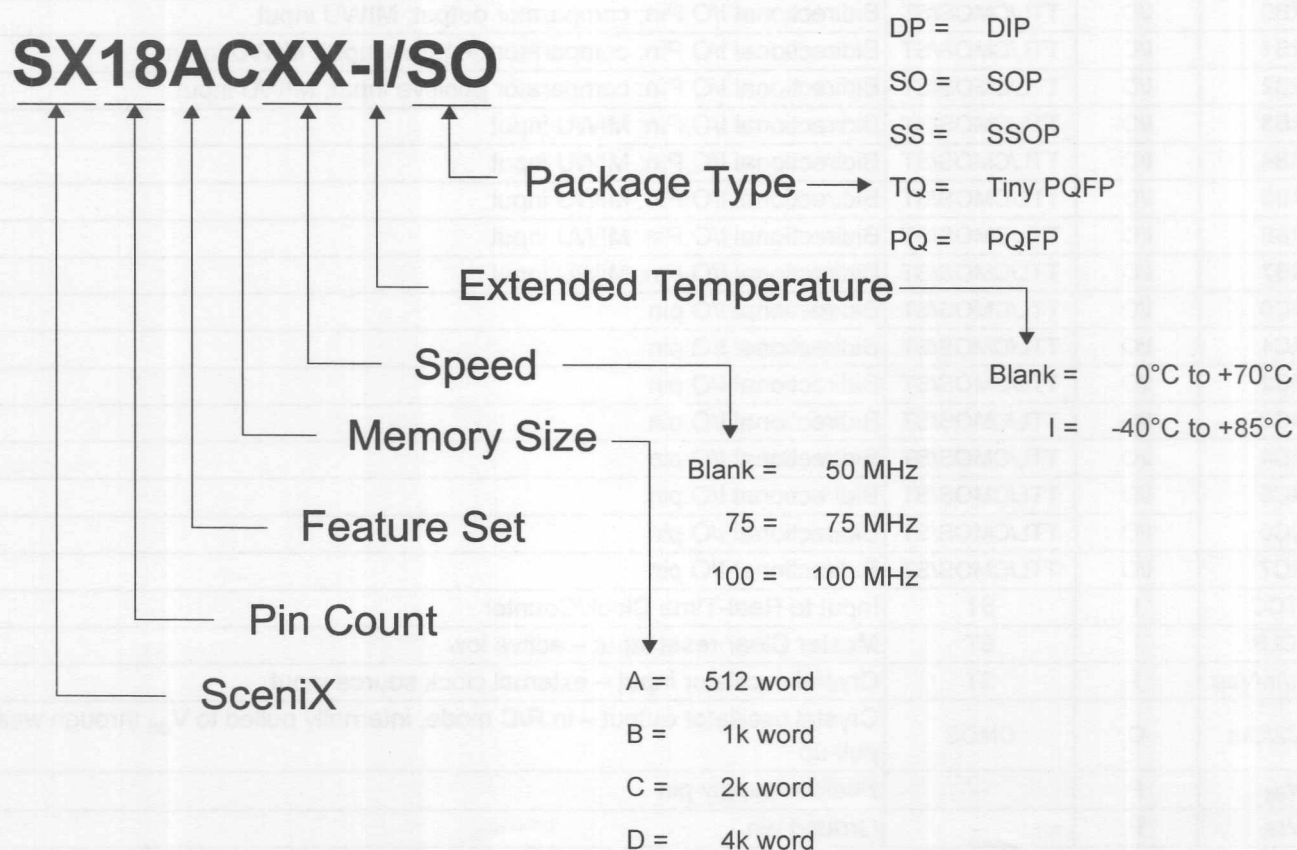 SX18ACXX-I/SO
DP = DIP
SO = SOP
SS = SSOP
Package Type TQ = Tiny PQFP
PQ = PQFP
Extended Temperature
Speed
Blank = 0°C to +70°C
I = -40°C to +85°C
Memory Size
Blank = 50 MHz
75 = 75 MHz
100 = 100 MHz
Feature Set
Pin Count
SceniX
A = 512 word
B = 1k word
C = 2k word
D = 4k word